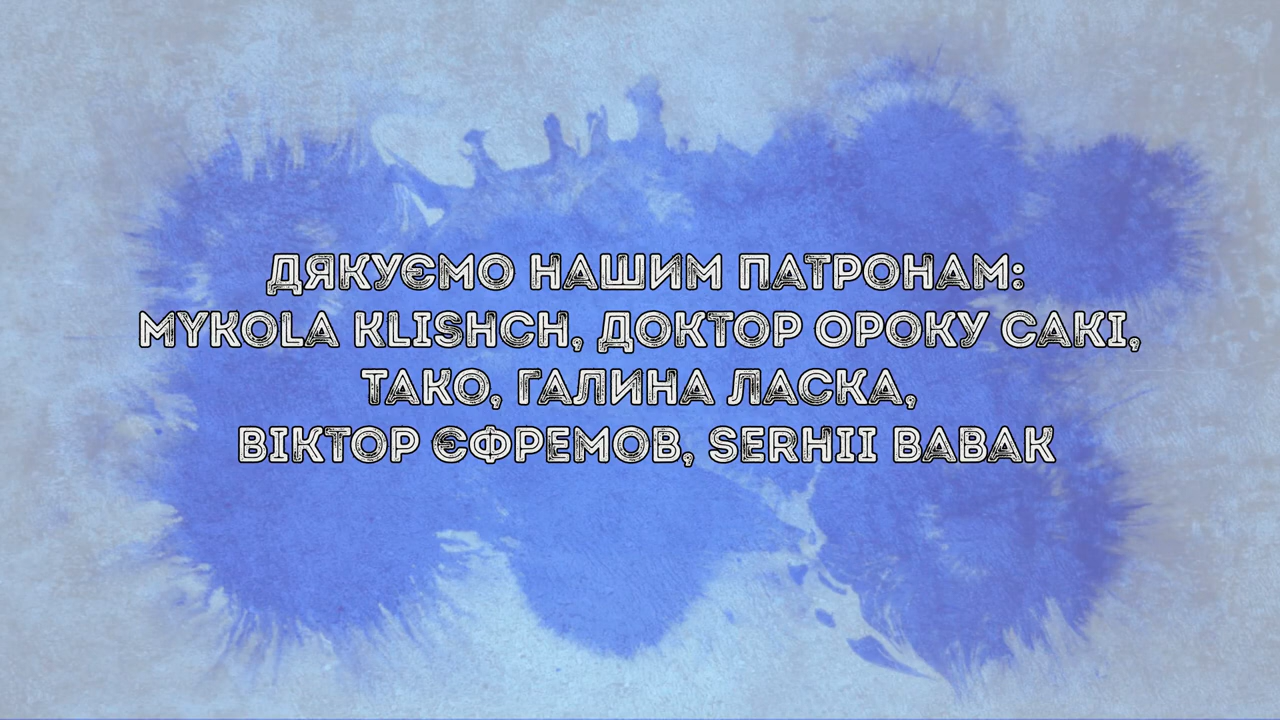 ДЯКУЄМО НАШИМ ПАТРОНАМ:
MYKOLA KLISHCH, ДОКТОР ОРОКУ САКІ,
ТАКО, ГАЛИНА ЛАСКА,
ВІКТОР ЄФРЕМОВ, SERHII BABAK